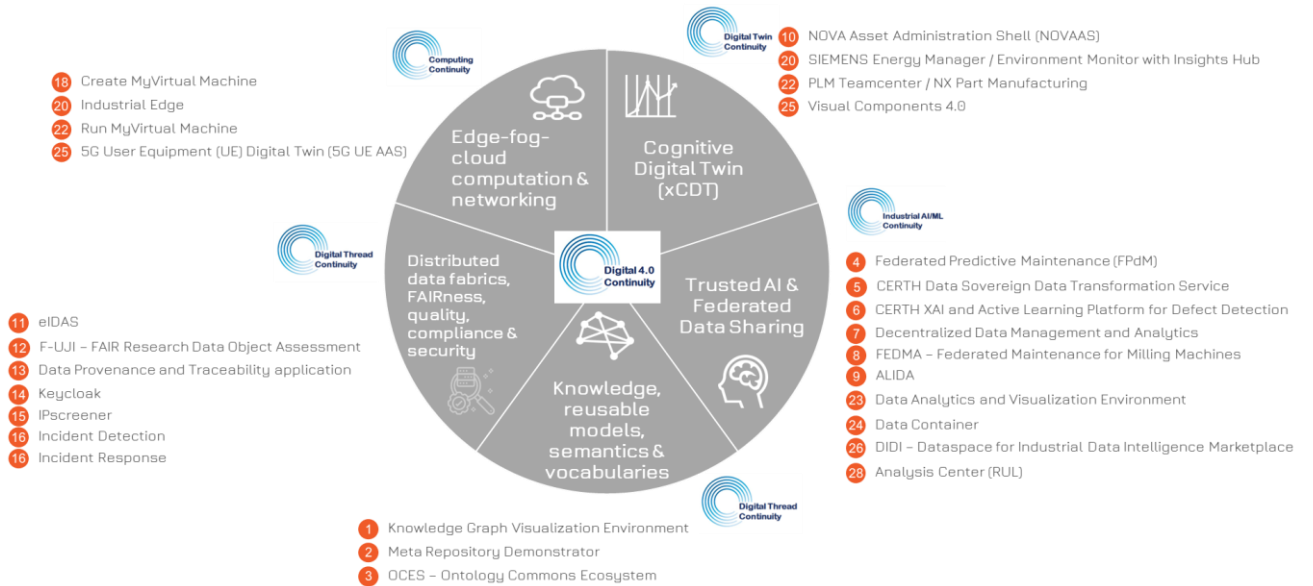 Computing
Continuity
18 Create MyVirtual Machine
20 Industrial Edge
22 Run MyVirtual Machine
25 5G User Equipment (UE) Digital Twin (5G UE AAS)
Edge-fog-
cloud
computation &
networking
Digital Twin
Continuity
10 NOVA Asset Administration Shell (NOVAAS)
20 SIEMENS Energy Manager / Environment Monitor with Insights Hub
22 PLM Teamcenter / NX Part Manufacturing
25 Visual Components 4.0
Cognitive
Digital Twin
(xCDT)
Industrial AI/ML
Continuity
4 Federated Predictive Maintenance (FPdM)
5 CERTH Data Sovereign Data Transformation Service
6 CERTH XAI and Active Learning Platform for Defect Detection
7 Decentralized Data Management and Analytics
8 FEDMA – Federated Maintenance for Milling Machines
9 ALIDA
23 Data Analytics and Visualization Environment
24 Data Container
26 DIDI – Dataspace for Industrial Data Intelligence Marketplace
28 Analysis Center (RUL)
Trusted AI &
Federated
Data Sharing
Digital 4.0
Continuity
Digital Thread
Continuity
Distributed
data fabrics,
FAIRness,
quality,
compliance &
security
11 eIDAS
12 F-UJI – FAIR Research Data Object Assessment
13 Data Provenance and Traceability application
14 Keycloak
15 IPscreener
16 Incident Detection
16 Incident Response
Knowledge,
reusable
models,
semantics &
vocabularies
Digital Thread
Continuity
1 Knowledge Graph Visualization Environment
2 Meta Repository Demonstrator
3 OCES – Ontology Commons Ecosystem